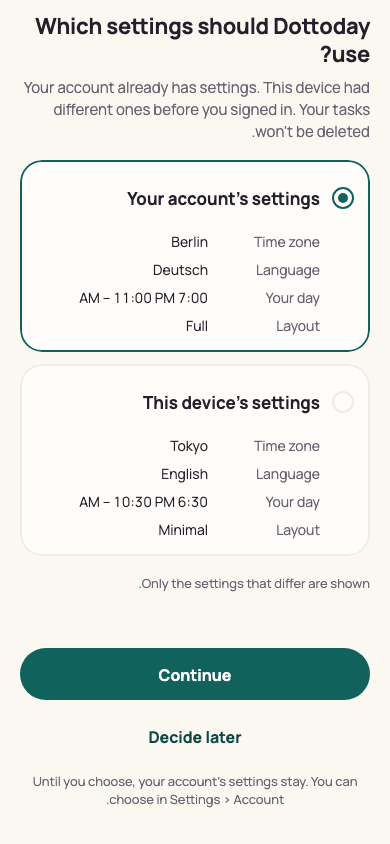 Which settings should Dottoday
use?
Your account already has settings. This device had
different ones before you signed in. Your tasks
won't be deleted.
Your account's settings
Time zone Berlin
Language Deutsch
Your day 7:00 AM – 11:00 PM
Layout Full
This device's settings
Time zone Tokyo
Language English
Your day 6:30 AM – 10:30 PM
Layout Minimal
Only the settings that differ are shown.
Continue
Decide later
Until you choose, your account's settings stay. You can
choose in Settings › Account.